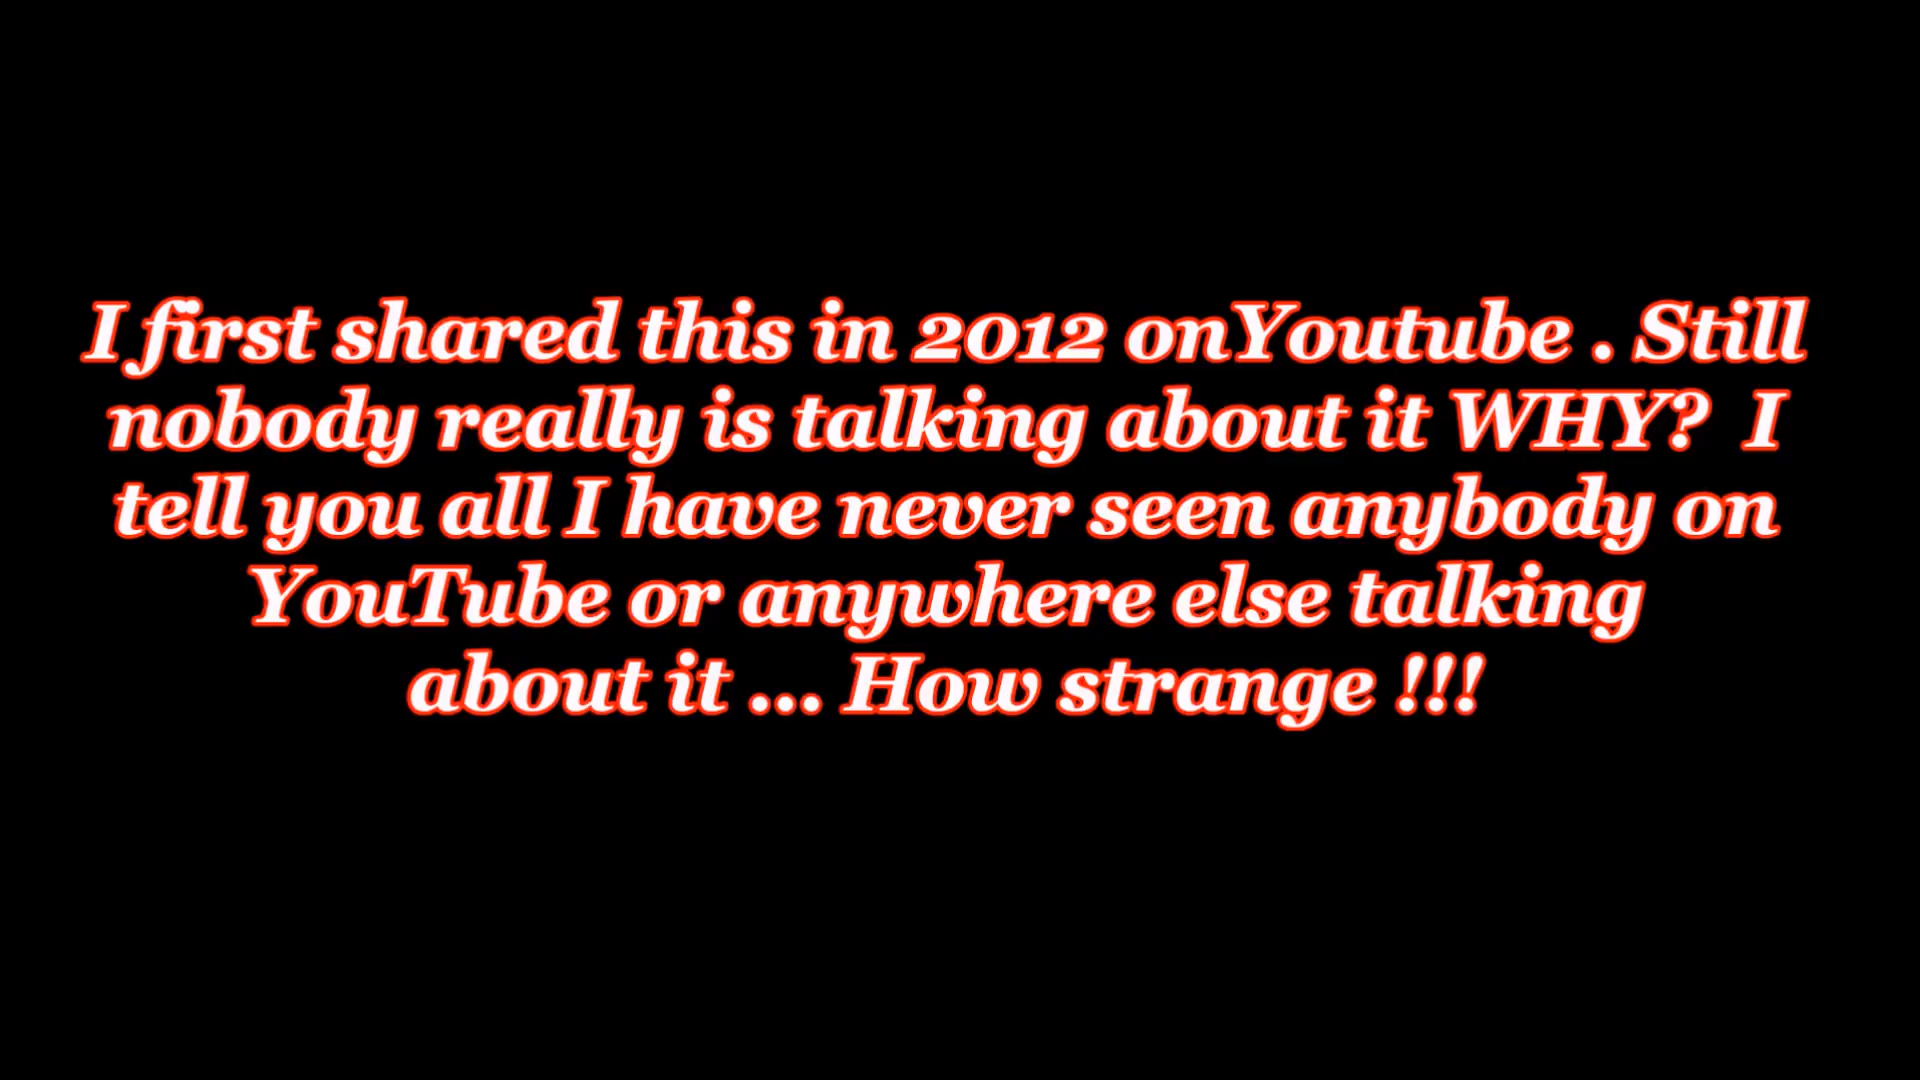 I first shared this in 2012 onYoutube . Still
nobody really is talking about it WHY?  I
tell you all I have never seen anybody on
YouTube or anywhere else talking
about it ... How strange !!!